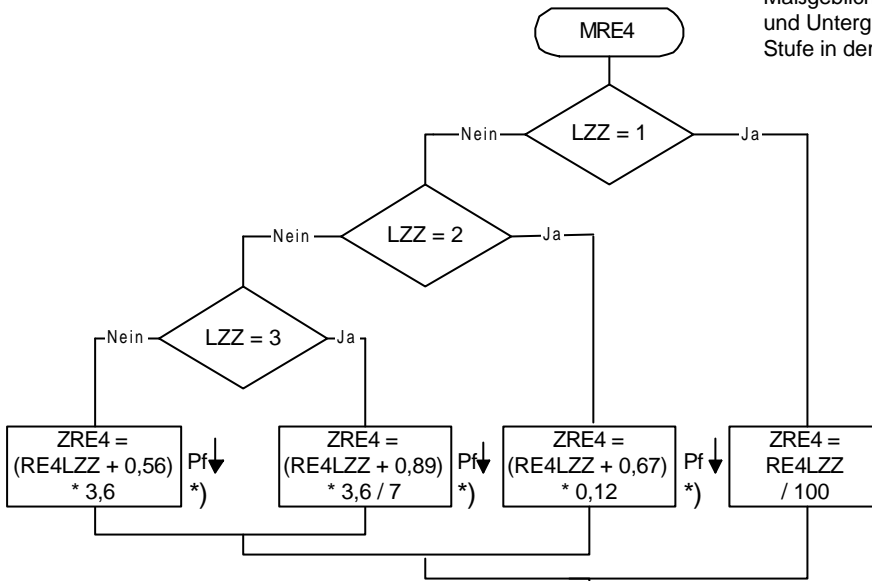 Maßgeblich
und Unterg
Stufe in der
MRE4
LZZ = 1
Nein
Ja
LZZ = 2
Nein
Ja
LZZ = 3
Nein
Ja
ZRE4 =
(RE4LZZ + 0,56)
* 3,6
Pf
*)
ZRE4 =
(RE4LZZ + 0,89)
* 3,6 / 7
Pf
*)
ZRE4 =
(RE4LZZ + 0,67)
* 0,12
Pf
*)
ZRE4 =
RE4LZZ
/ 100